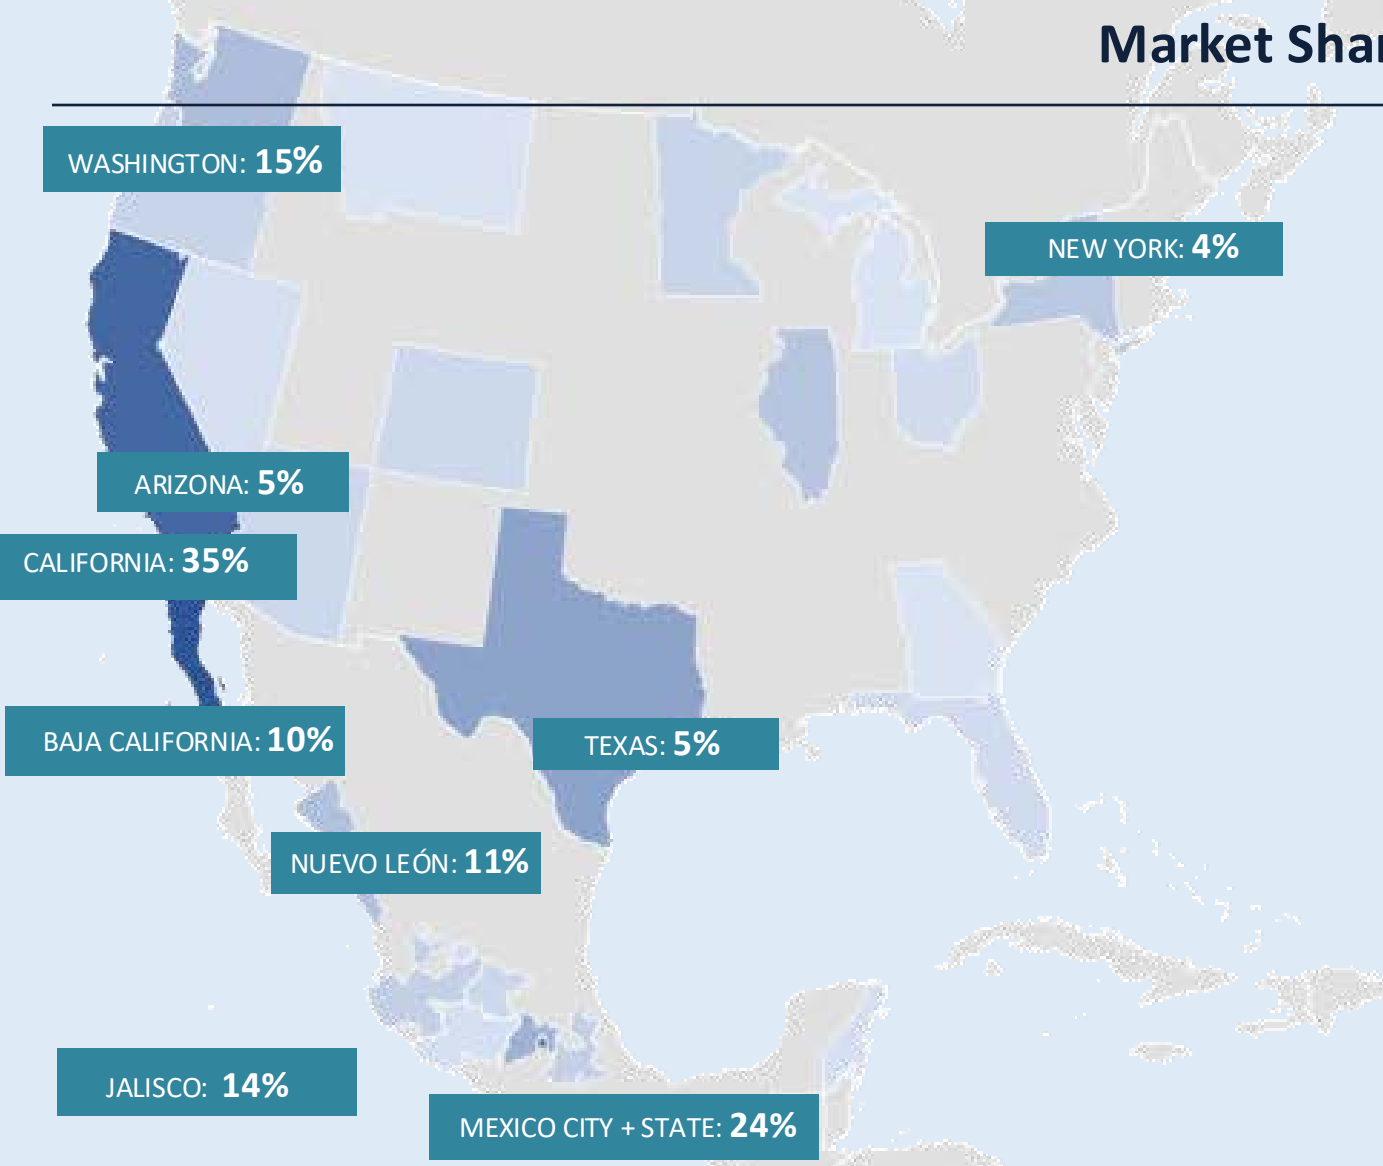 Market Shar
WASHINGTON: 15%
NEW YORK: 4%
ARIZONA: 5%
CALIFORNIA: 35%
BAJA CALIFORNIA: 10%
TEXAS: 5%
NUEVO LEÓN: 11%
JALISCO: 14%
MEXICO CITY + STATE: 24%